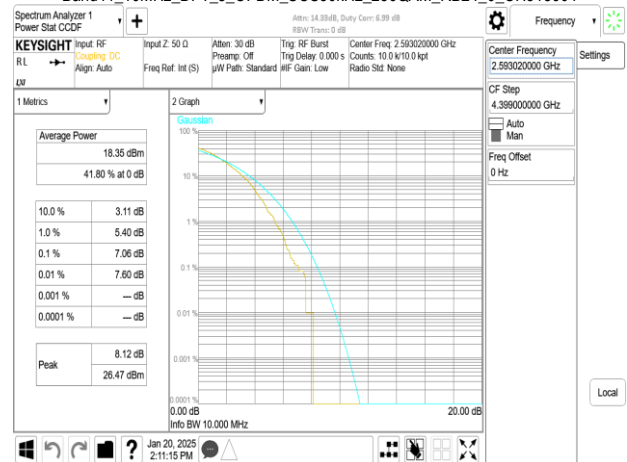 Spectrum Analyzer 1
Power Stat CCDF
Attn: 14.33dB, Duty Corr: 6.99 dB
RBW Trans: 0 dB
Frequency
KEYSIGHT
RL
LXI
Input: RF
Coupling: DC
Align: Auto
Input Z: 50 Ω
Freq Ref: Int (S)
Atten: 30 dB
Preamp: Off
µW Path: Standard
Trig: RF Burst
Trig Delay: 0.000 s
#IF Gain: Low
Center Freq: 2.593020000 GHz
Counts: 10.0 k/10.0 kpt
Radio Std: None
Center Frequency
2.593020000 GHz
Settings
CF Step
4.399000000 GHz
Auto
Man
Freq Offset
0 Hz
1 Metrics
2 Graph
Average Power
18.35 dBm
41.80 % at 0 dB
10.0 % 3.11 dB
1.0 % 5.40 dB
0.1 % 7.06 dB
0.01 % 7.60 dB
0.001 % --- dB
0.0001 % --- dB
Peak
8.12 dB
26.47 dBm
Gaussian
100 %
10 %
1 %
0.1 %
0.01 %
0.001 %
0.0001 %
0.00 dB
20.00 dB
Info BW 10.000 MHz
Local
?
Jan 20, 2025
2:11:15 PM